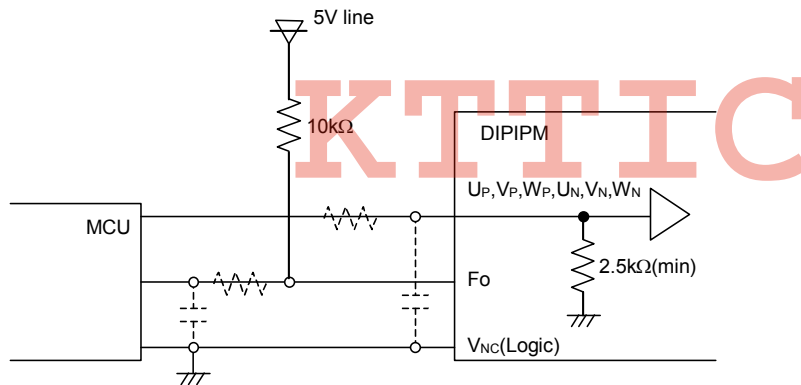 5V line
KTTIC
10kΩ
DIPIPM
UP,VP,WP,UN,VN,WN
MCU
2.5kΩ(min)
Fo
VNC(Logic)